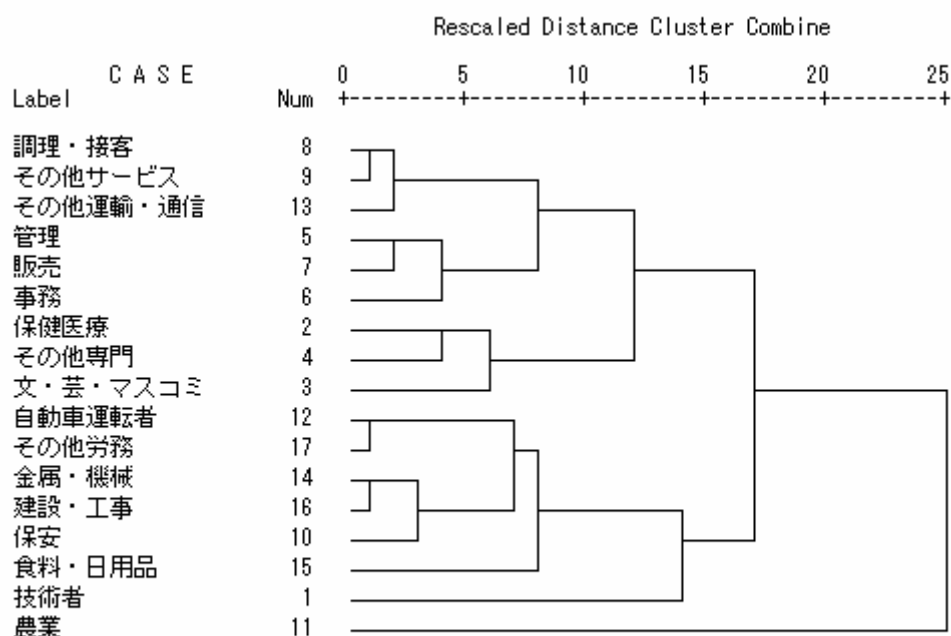 Rescaled Distance Cluster Combine
C A S E 0 5 10 15 20 25
Label Num +---------+---------+---------+---------+---------+
調理・接客 8
その他サービス 9
その他運輸・通信 13
管理 5
販売 7
事務 6
保健医療 2
その他専門 4
文・芸・マスコミ 3
自動車運転者 12
その他労務 17
金属・機械 14
建設・工事 16
保安 10
食料・日用品 15
技術者 1
農業 11